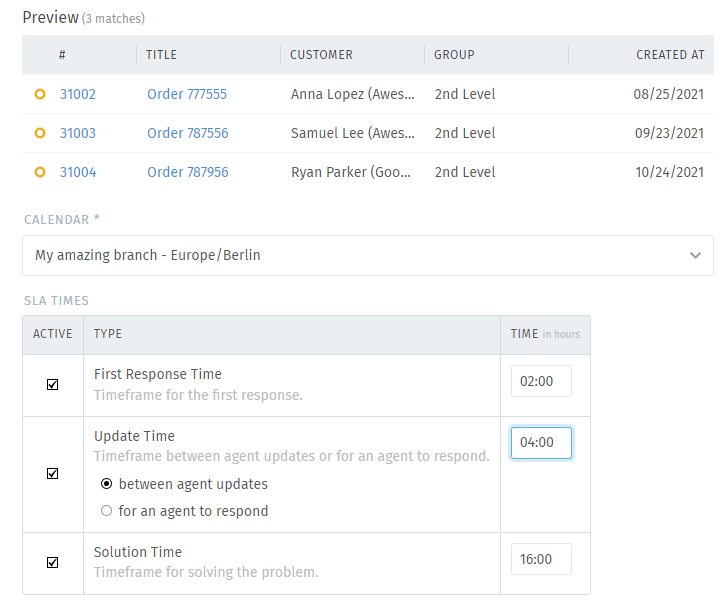 Preview (3 matches)
# TITLE CUSTOMER GROUP CREATED AT
31002 Order 777555 Anna Lopez (Awes... 2nd Level 08/25/2021
31003 Order 787556 Samuel Lee (Awes... 2nd Level 09/23/2021
31004 Order 787956 Ryan Parker (Goo... 2nd Level 10/24/2021
CALENDAR *
My amazing branch - Europe/Berlin
SLA TIMES
ACTIVE TYPE TIME in hours
First Response Time 02:00
Timeframe for the first response.
Update Time 04:00
Timeframe between agent updates or for an agent to respond.
between agent updates
for an agent to respond
Solution Time 16:00
Timeframe for solving the problem.